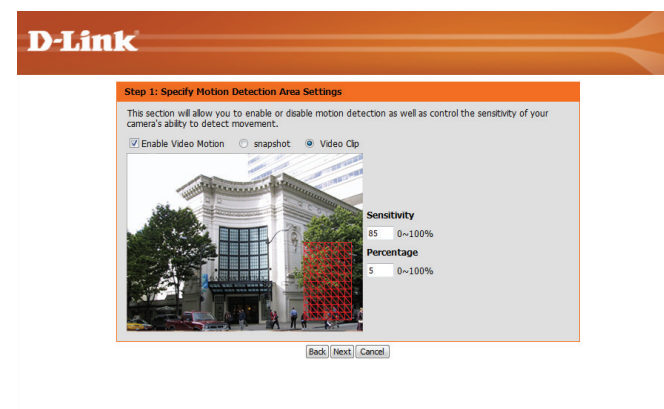 D-Link
Step 1: Specify Motion Detection Area Settings
This section will allow you to enable or disable motion detection as well as control the sensitivity of your
camera's ability to detect movement.
Enable Video Motion snapshot Video Clip
Sensitivity
85 0~100%
Percentage
5 0~100%
Back Next Cancel